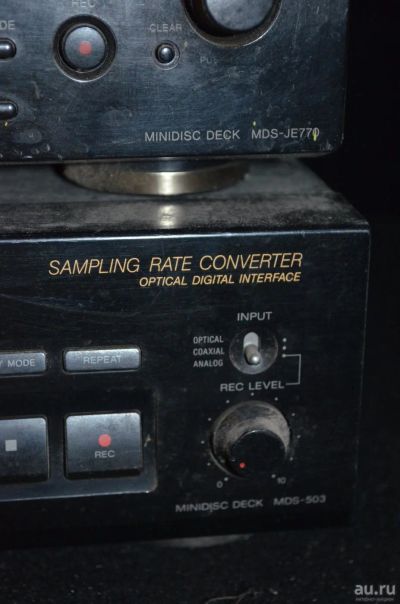 REC
CLEAR
MINIDISC DECK MDS-JE770
SAMPLING RATE CONVERTER
OPTICAL DIGITAL INTERFACE
INPUT
OPTICAL
COAXIAL
ANALOG
REC LEVEL
MODE
REPEAT
REC
0
10
MINIDISC DECK MDS-503
au.ru